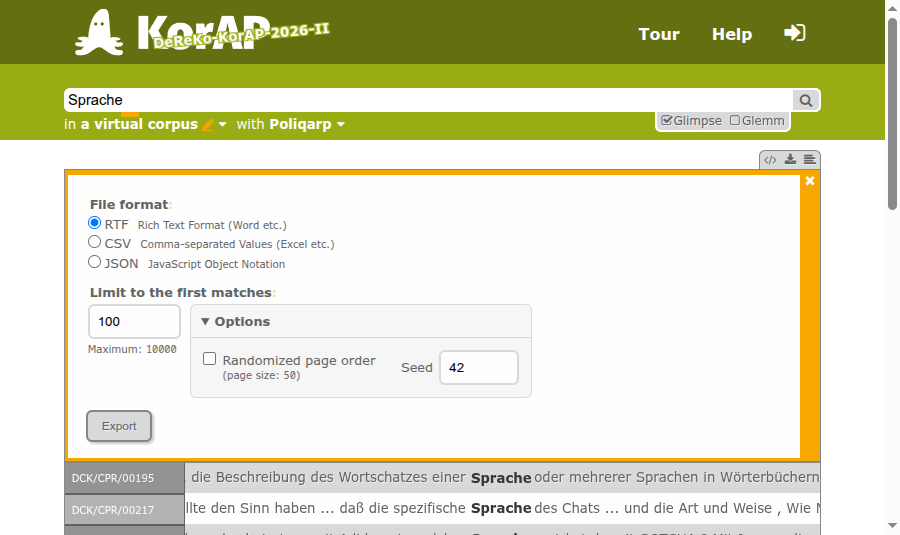 KorAP
DeReKo-KorAP-2026-II
Tour Help
Sprache
in a virtual corpus with Poliqarp
Glimpse Glemm
</>
File format:
RTF Rich Text Format (Word etc.)
CSV Comma-separated Values (Excel etc.)
JSON JavaScript Object Notation
Limit to the first matches:
100
Maximum: 10000
▼ Options
Randomized page order
(page size: 50)
Seed 42
Export
DCK/CPR/00195 . die Beschreibung des Wortschatzes einer Sprache oder mehrerer Sprachen in Wörterbüchern
DCK/CPR/00217 llte den Sinn haben ... daß die spezifische Sprache des Chats ... und die Art und Weise , Wie